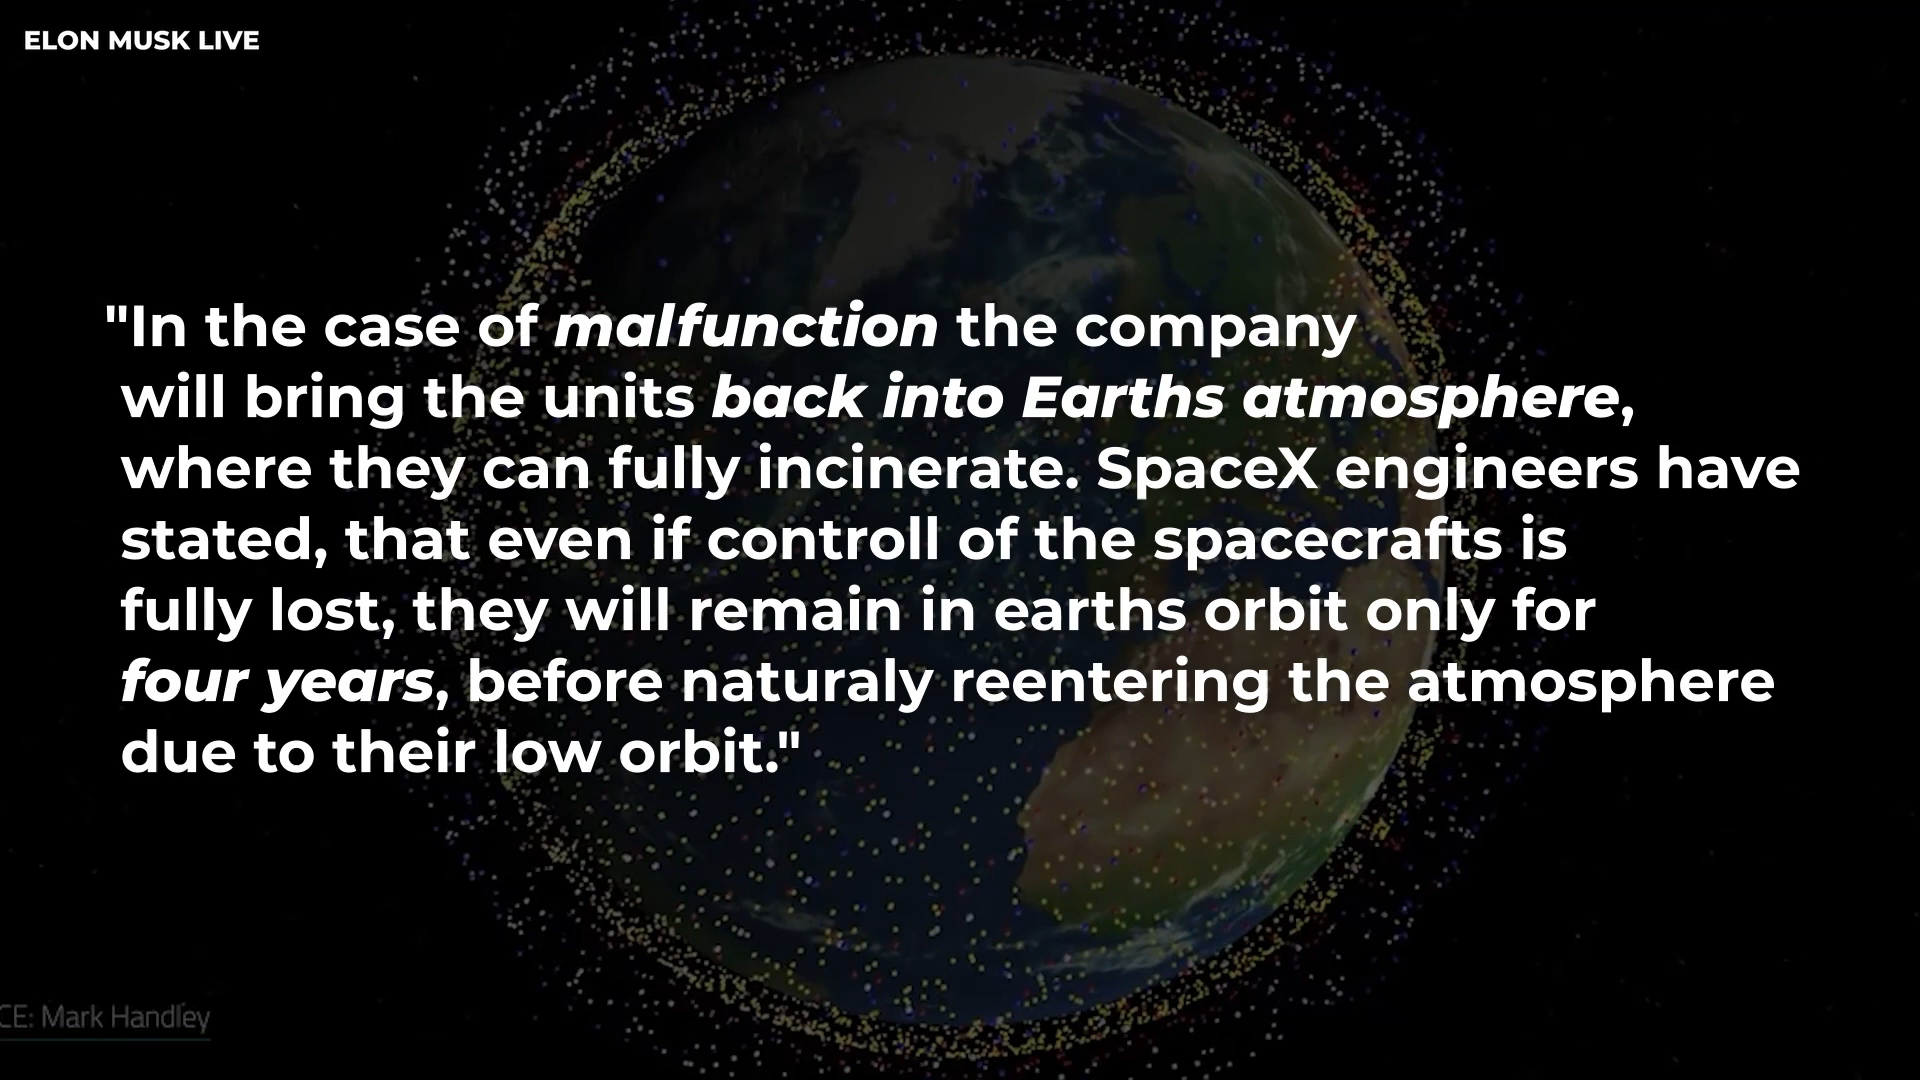 ELON MUSK LIVE
"In the case of malfunction the company
will bring the units back into Earths atmosphere,
where they can fully incinerate. SpaceX engineers have
stated, that even if controll of the spacecrafts is
fully lost, they will remain in earths orbit only for
four years, before naturaly reentering the atmosphere
due to their low orbit."
CE: Mark Handley